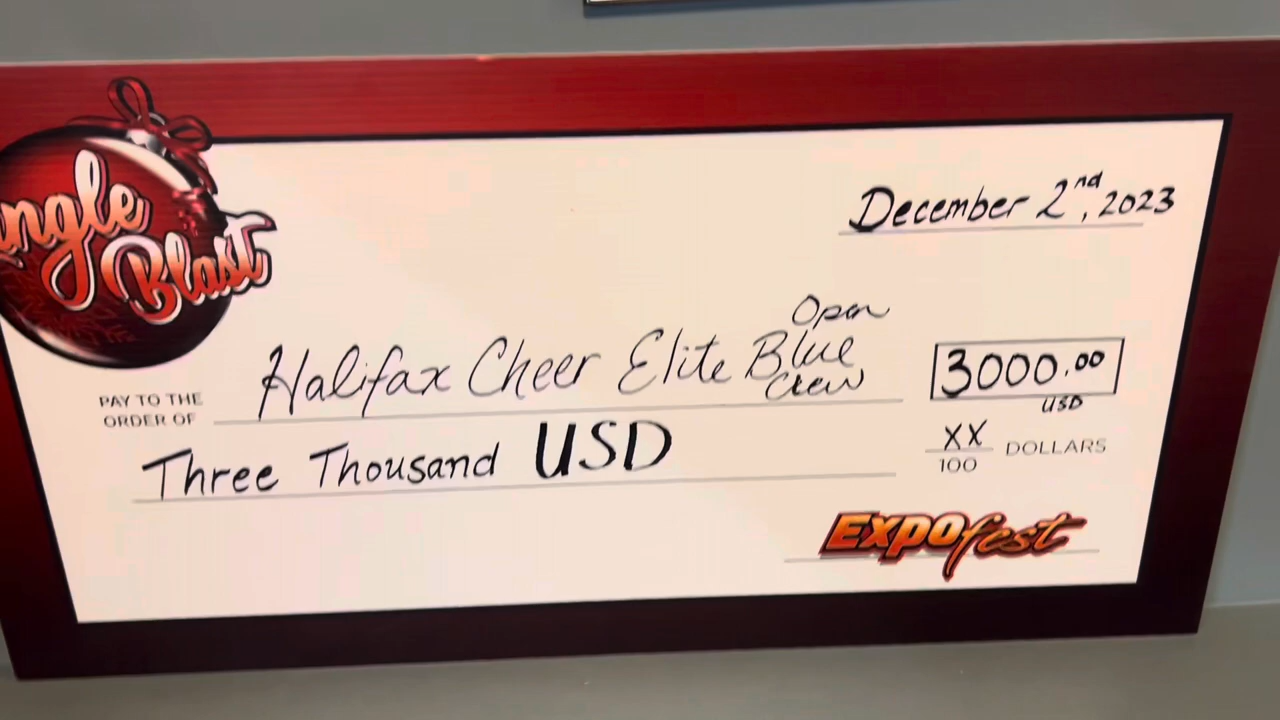 ngle
Blast
December 2nd, 2023
Open
Halifax Cheer Elite Blue
Crew
3000.00
USD
PAY TO THE
ORDER OF
Three Thousand USD
XX
100
DOLLARS
EXPOfest